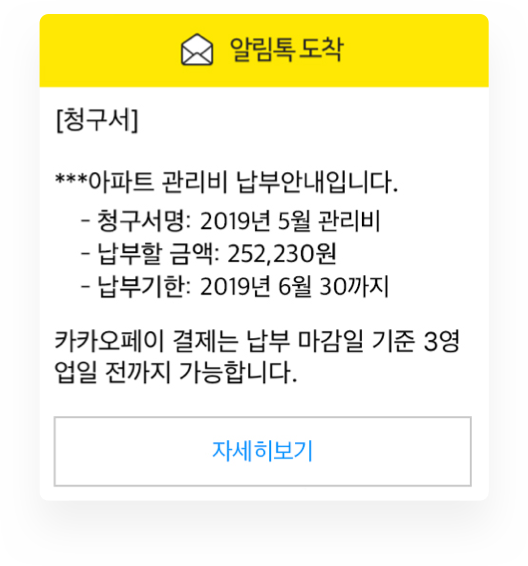 알림톡 도착
[청구서]
***아파트 관리비 납부안내입니다.
- 청구서명: 2019년 5월 관리비
- 납부할 금액: 252,230원
- 납부기한: 2019년 6월 30까지
카카오페이 결제는 납부 마감일 기준 3영
업일 전까지 가능합니다.
자세히보기